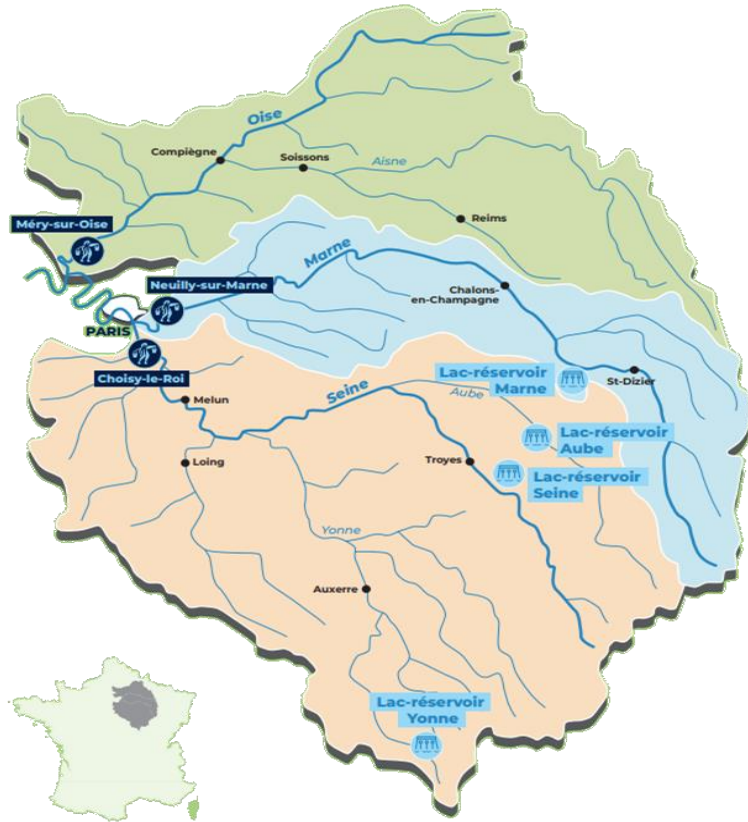 Oise
Compiègne
Soissons
Aisne
Reims
Méry-sur-Oise
Marne
Neuilly-sur-Marne
Chalons-
en-Champagne
PARIS
Choisy-le-Roi
Lac-réservoir
Marne
St-Dizier
Melun
Seine
Aube
Lac-réservoir
Aube
Loing
Troyes
Lac-réservoir
Seine
Yonne
Auxerre
Lac-réservoir
Yonne